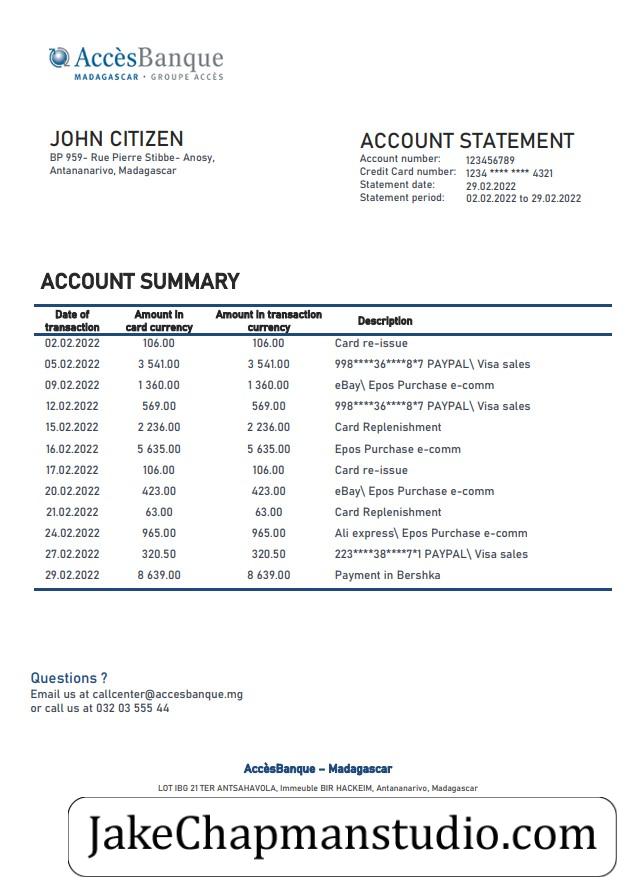 AccèsBanque
MADAGASCAR • GROUPE ACCÈS
JOHN CITIZEN
BP 959- Rue Pierre Stibbe- Anosy,
Antananarivo, Madagascar
ACCOUNT STATEMENT
Account number: 123456789
Credit Card number: 1234 **** **** 4321
Statement date: 29.02.2022
Statement period: 02.02.2022 to 29.02.2022
ACCOUNT SUMMARY
Date of transaction Amount in card currency Amount in transaction currency Description
02.02.2022 106.00 106.00 Card re-issue
05.02.2022 3 541.00 3 541.00 998****36****8*7 PAYPAL\ Visa sales
09.02.2022 1 360.00 1 360.00 eBay\ Epos Purchase e-comm
12.02.2022 569.00 569.00 998****36****8*7 PAYPAL\ Visa sales
15.02.2022 2 236.00 2 236.00 Card Replenishment
16.02.2022 5 635.00 5 635.00 Epos Purchase e-comm
17.02.2022 106.00 106.00 Card re-issue
20.02.2022 423.00 423.00 eBay\ Epos Purchase e-comm
21.02.2022 63.00 63.00 Card Replenishment
24.02.2022 965.00 965.00 Ali express\ Epos Purchase e-comm
27.02.2022 320.50 320.50 223****38****7*1 PAYPAL\ Visa sales
29.02.2022 8 639.00 8 639.00 Payment in Bershka
Questions ?
Email us at callcenter@accesbanque.mg
or call us at 032 03 555 44
AccèsBanque – Madagascar
LOT IBG 21 TER ANTSAHAVOLA, Immeuble BIR HACKEIM, Antananarivo, Madagascar
JakeChapmanstudio.com